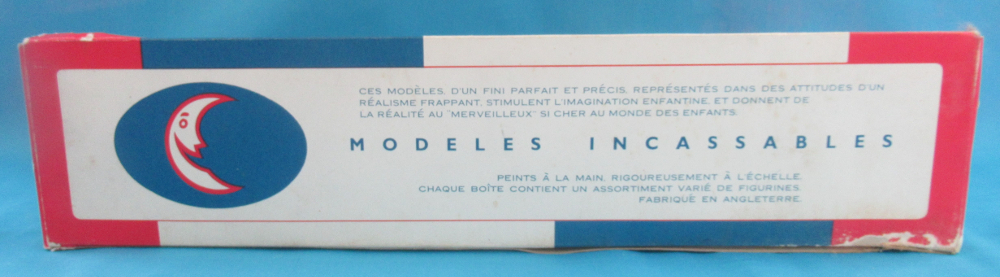 CES MODÈLES, D'UN FINI PARFAIT ET PRÉCIS, REPRÉSENTÉS DANS DES ATTITUDES D'UN
RÉALISME FRAPPANT, STIMULENT L'IMAGINATION ENFANTINE, ET DONNENT DE
LA RÉALITÉ AU "MERVEILLEUX" SI CHER AU MONDE DES ENFANTS.
MODELES INCASSABLES
PEINTS À LA MAIN, RIGOUREUSEMENT À L'ÉCHELLE.
CHAQUE BOÎTE CONTIENT UN ASSORTIMENT VARIÉ DE FIGURINES.
FABRIQUÉ EN ANGLETERRE.